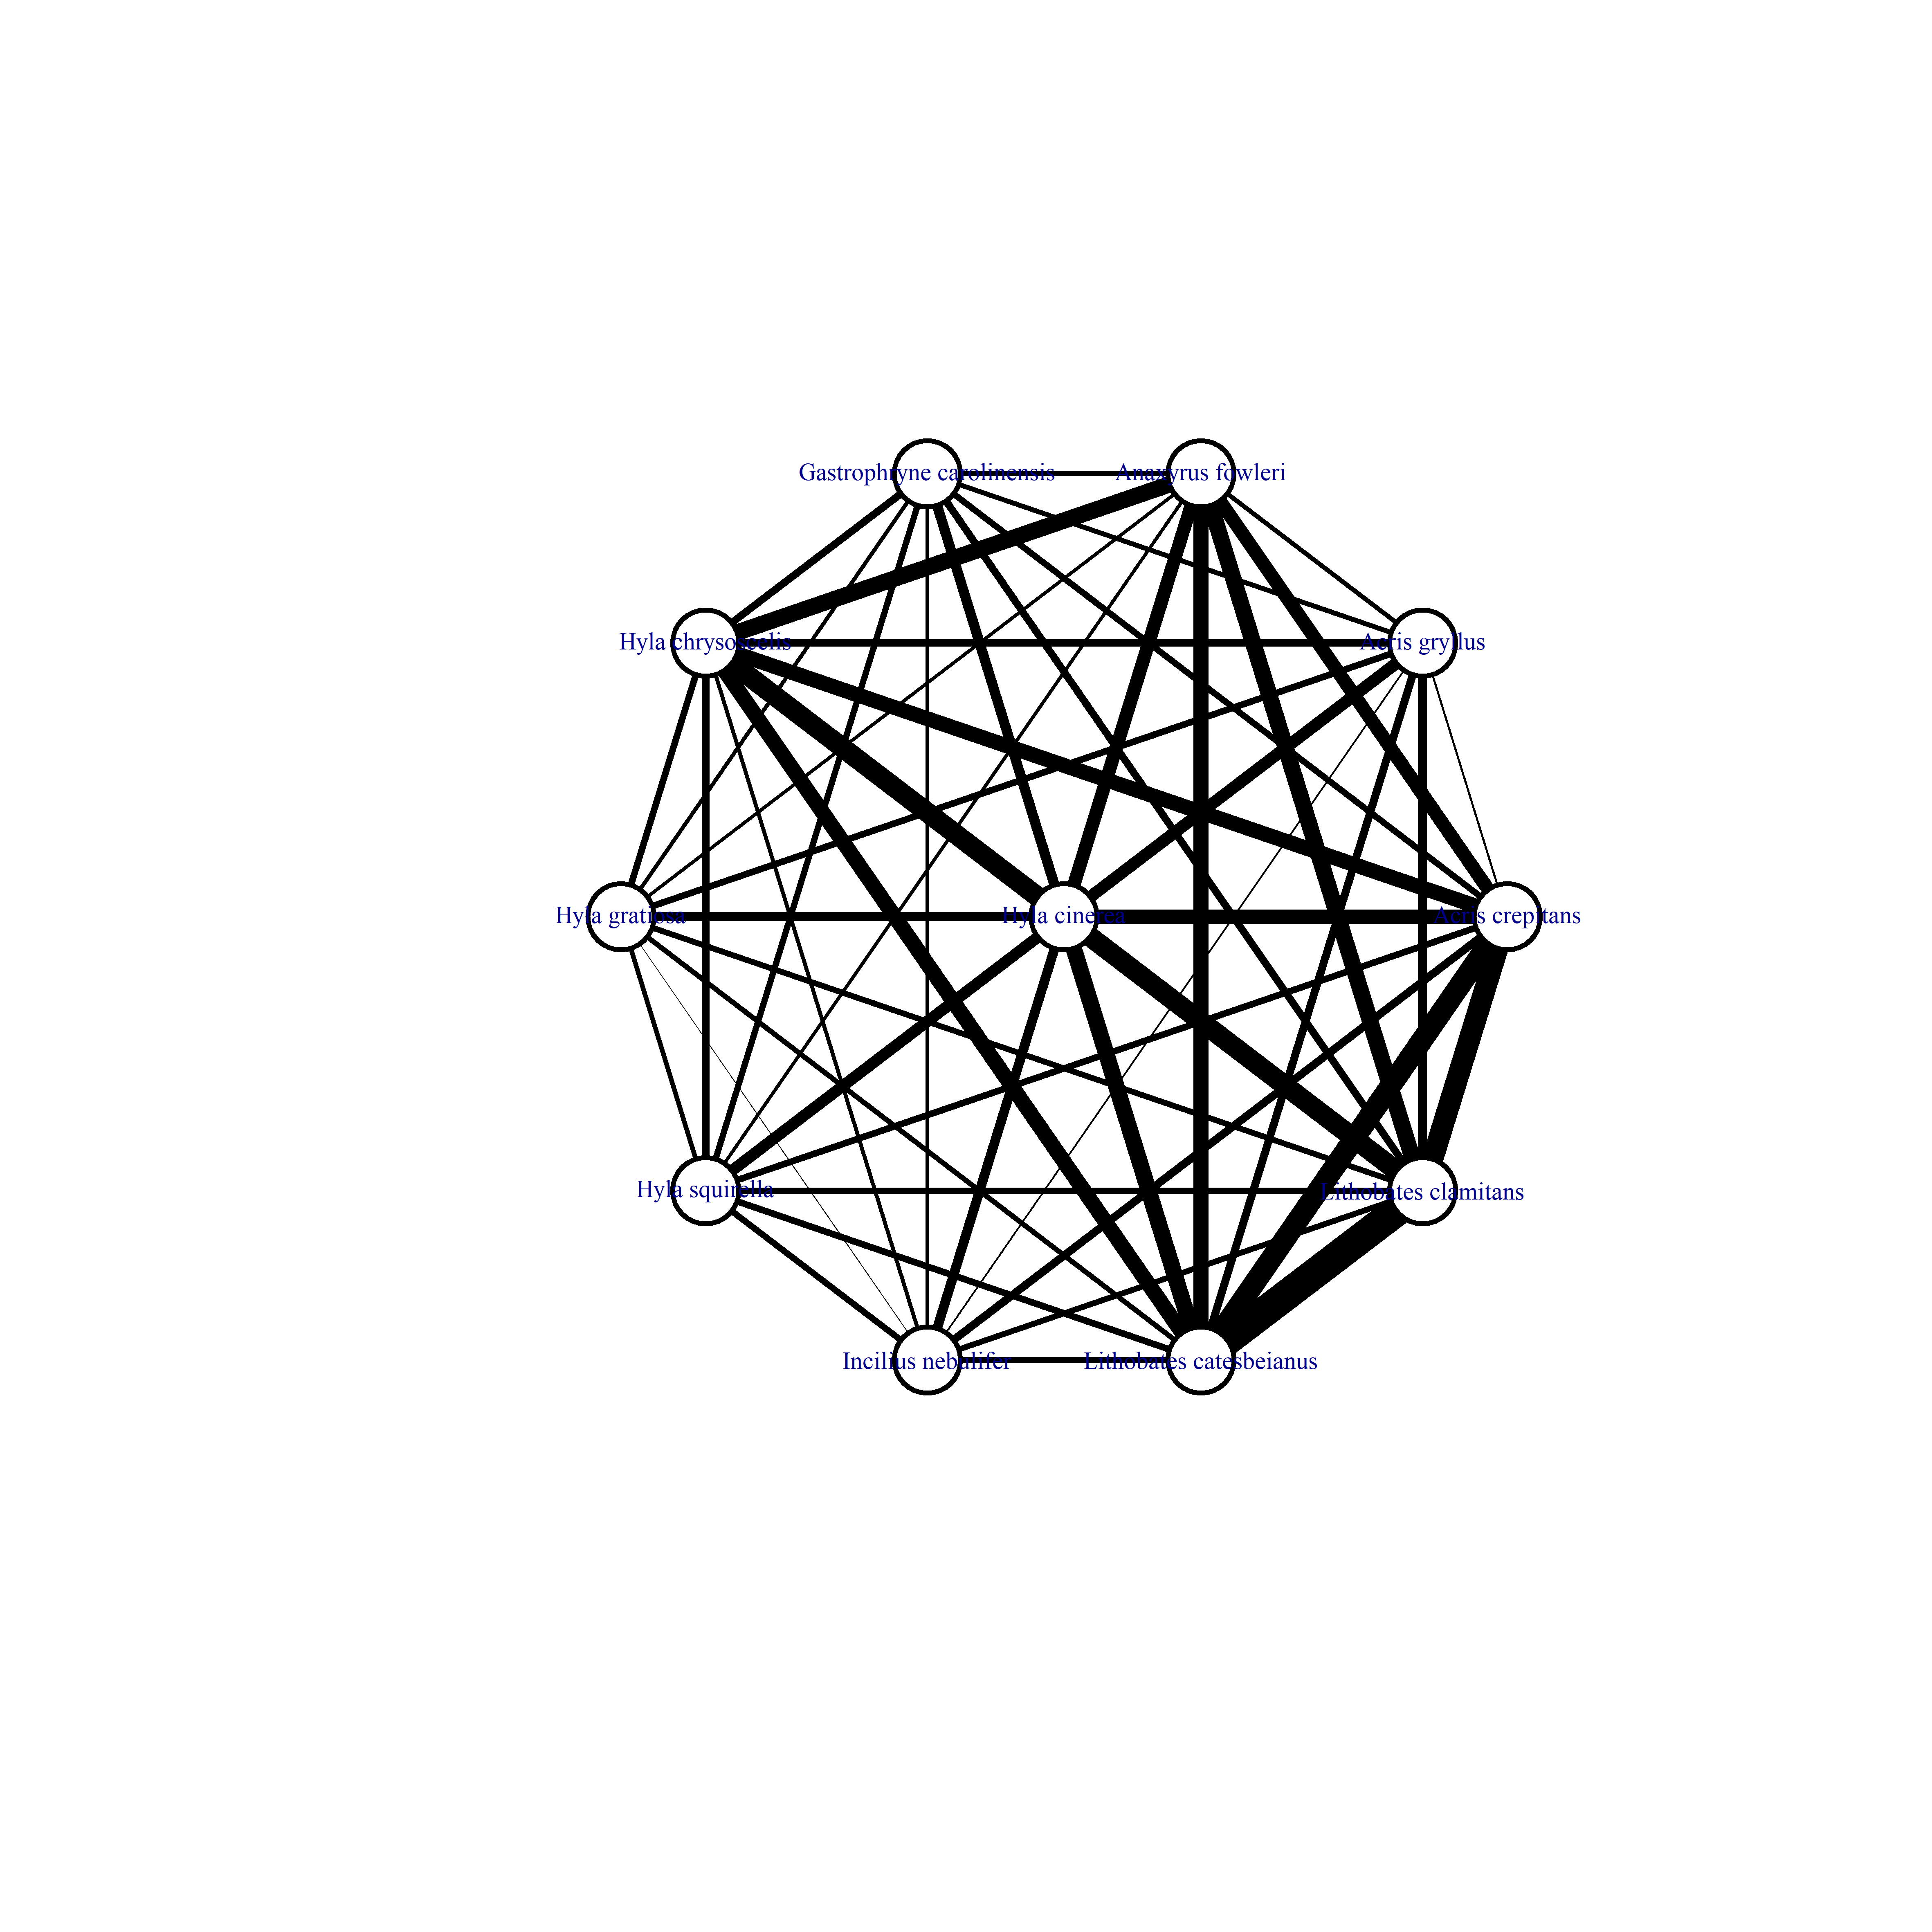 Gastrophryne carolinensis
Anaxyrus fowleri
Hyla chrysoscelis
Acris gryllus
Hyla gratiosa
Hyla cinerea
Acris crepitans
Hyla squirella
Lithobates clamitans
Incilius nebulifer
Lithobates catesbeianus